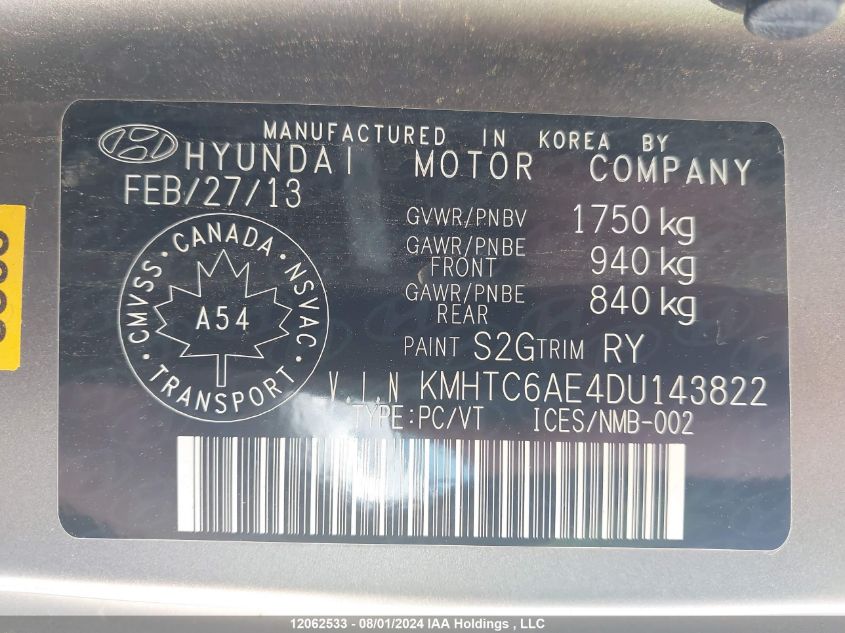 MANUFACTURED IN KOREA BY
HYUNDAI MOTOR COMPANY
FEB/27/13
GVWR/PNBV 1750 kg
GAWR/PNBE FRONT 940 kg
GAWR/PNBE REAR 840 kg
CMVSS · CANADA · NSVAC · TRANSPORT ·
A54
PAINT S2G TRIM RY
V.I.N KMHTC6AE4DU143822
TYPE:PC/VT ICES/NMB-002
12062533 - 08/01/2024 IAA Holdings , LLC